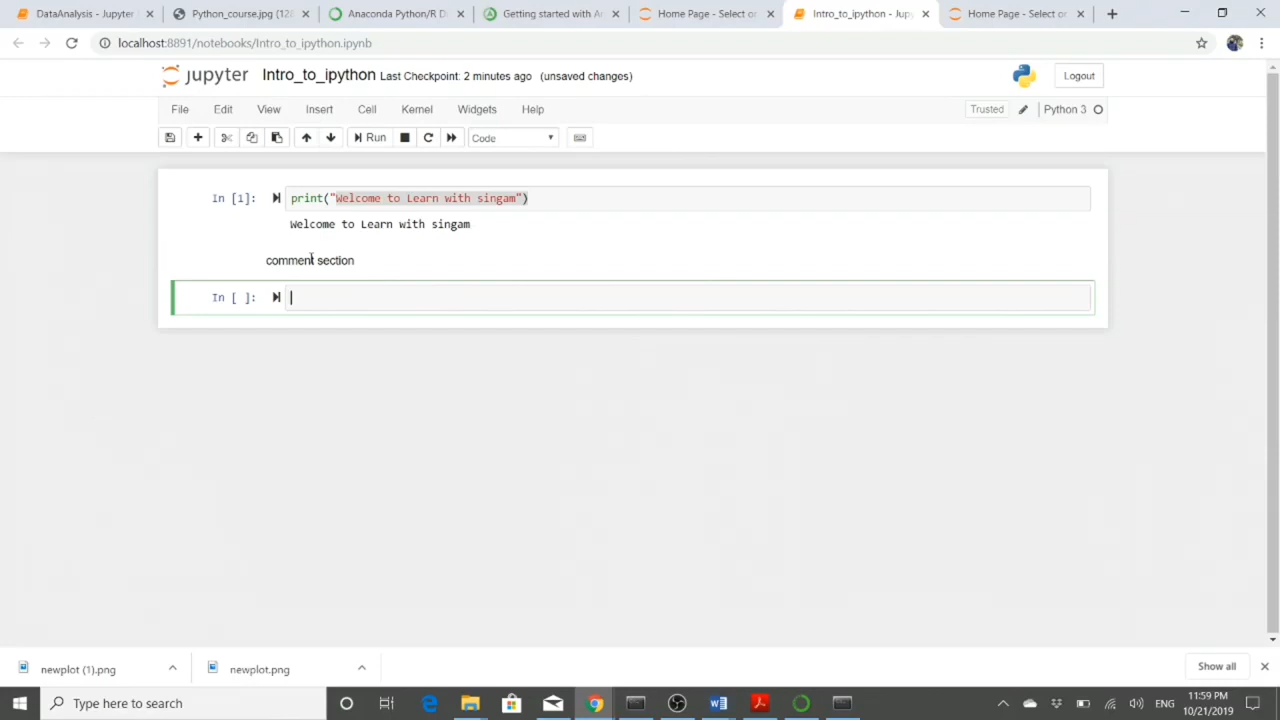 DataAnalysis - Jupyter
Python_course.jpg (128
Anaconda Python/R D
Getting started with A
Home Page - Select or
Intro_to_ipython - Jup
Home Page - Select or
localhost:8891/notebooks/Intro_to_ipython.ipynb
jupyter Intro_to_ipython Last Checkpoint: 2 minutes ago (unsaved changes)
Logout
File Edit View Insert Cell Kernel Widgets Help
Trusted Python 3
Run Code
In [1]: print("Welcome to Learn with singam")
Welcome to Learn with singam
comment section
In [ ]:
newplot (1).png
newplot.png
Show all
Type here to search
ENG
11:59 PM
10/21/2019